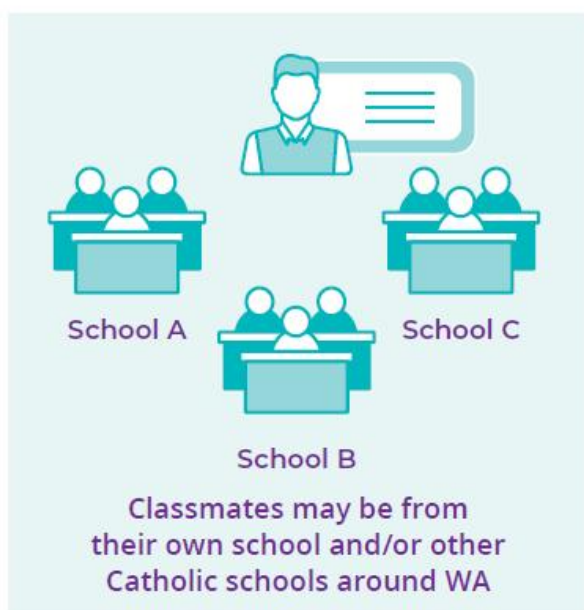 School A
School C
School B
Classmates may be from
their own school and/or other
Catholic schools around WA